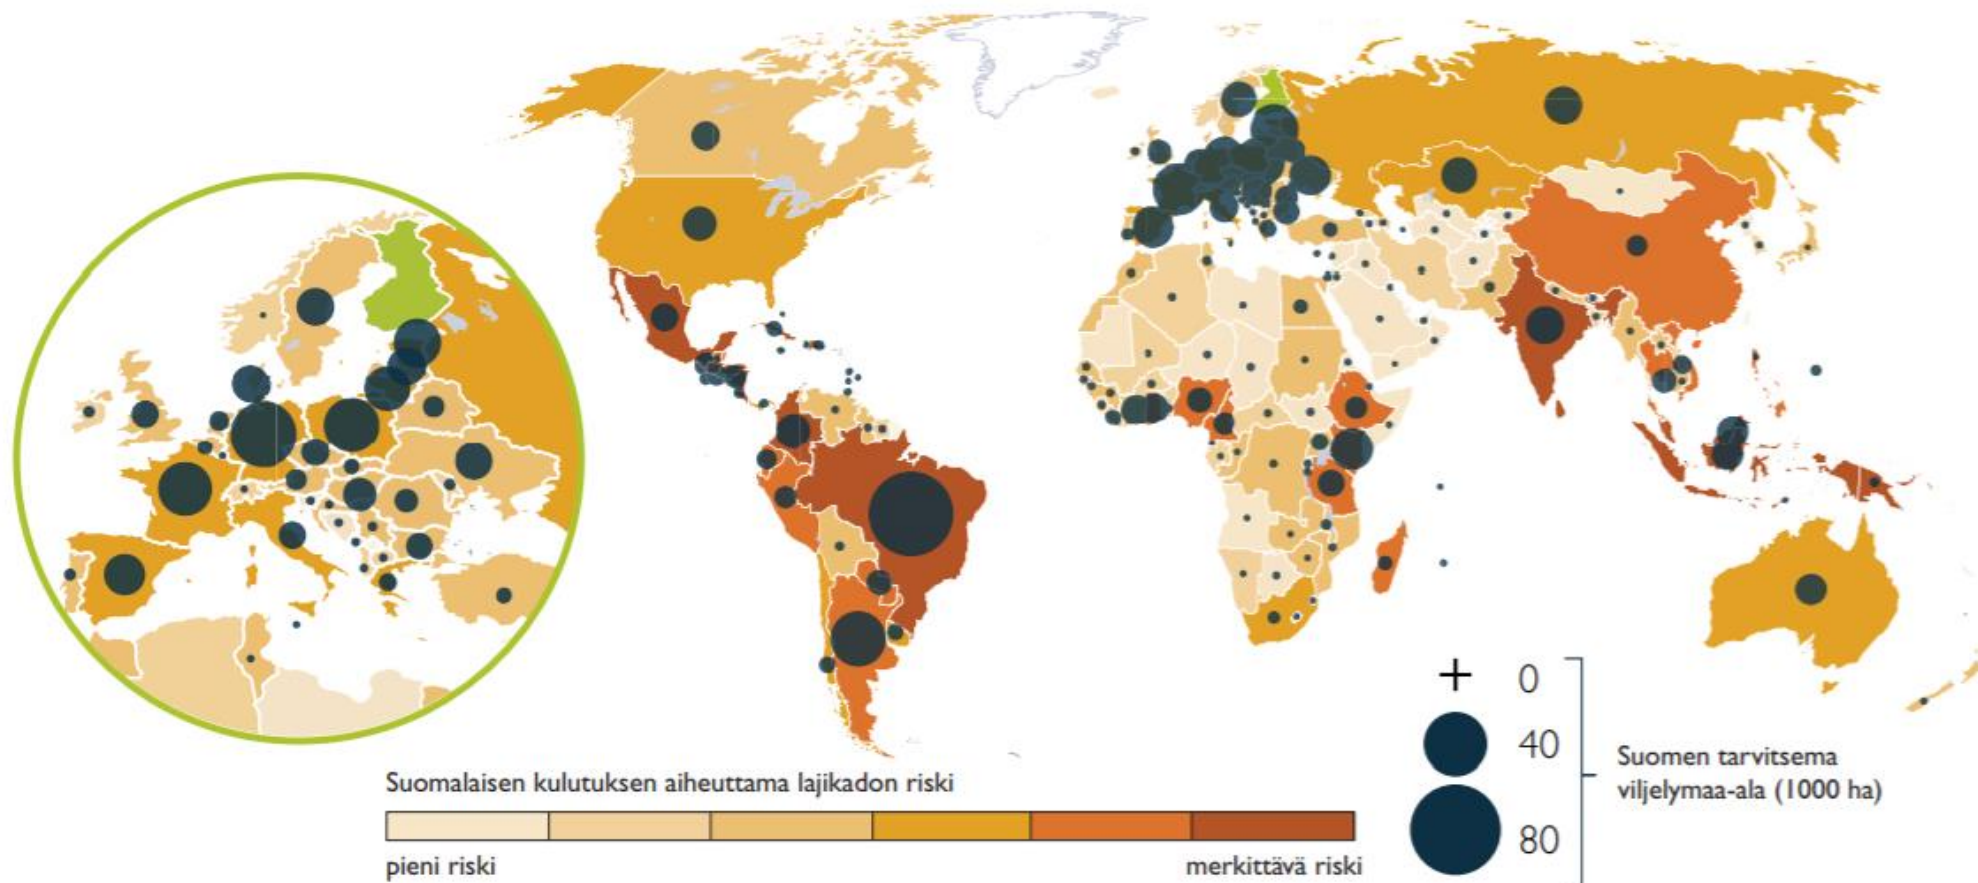 Suomalaisen kulutuksen aiheuttama lajikadon riski
pieni riski
merkittävä riski
0
40
80
Suomen tarvitsema
viljelymaa-ala (1000 ha)